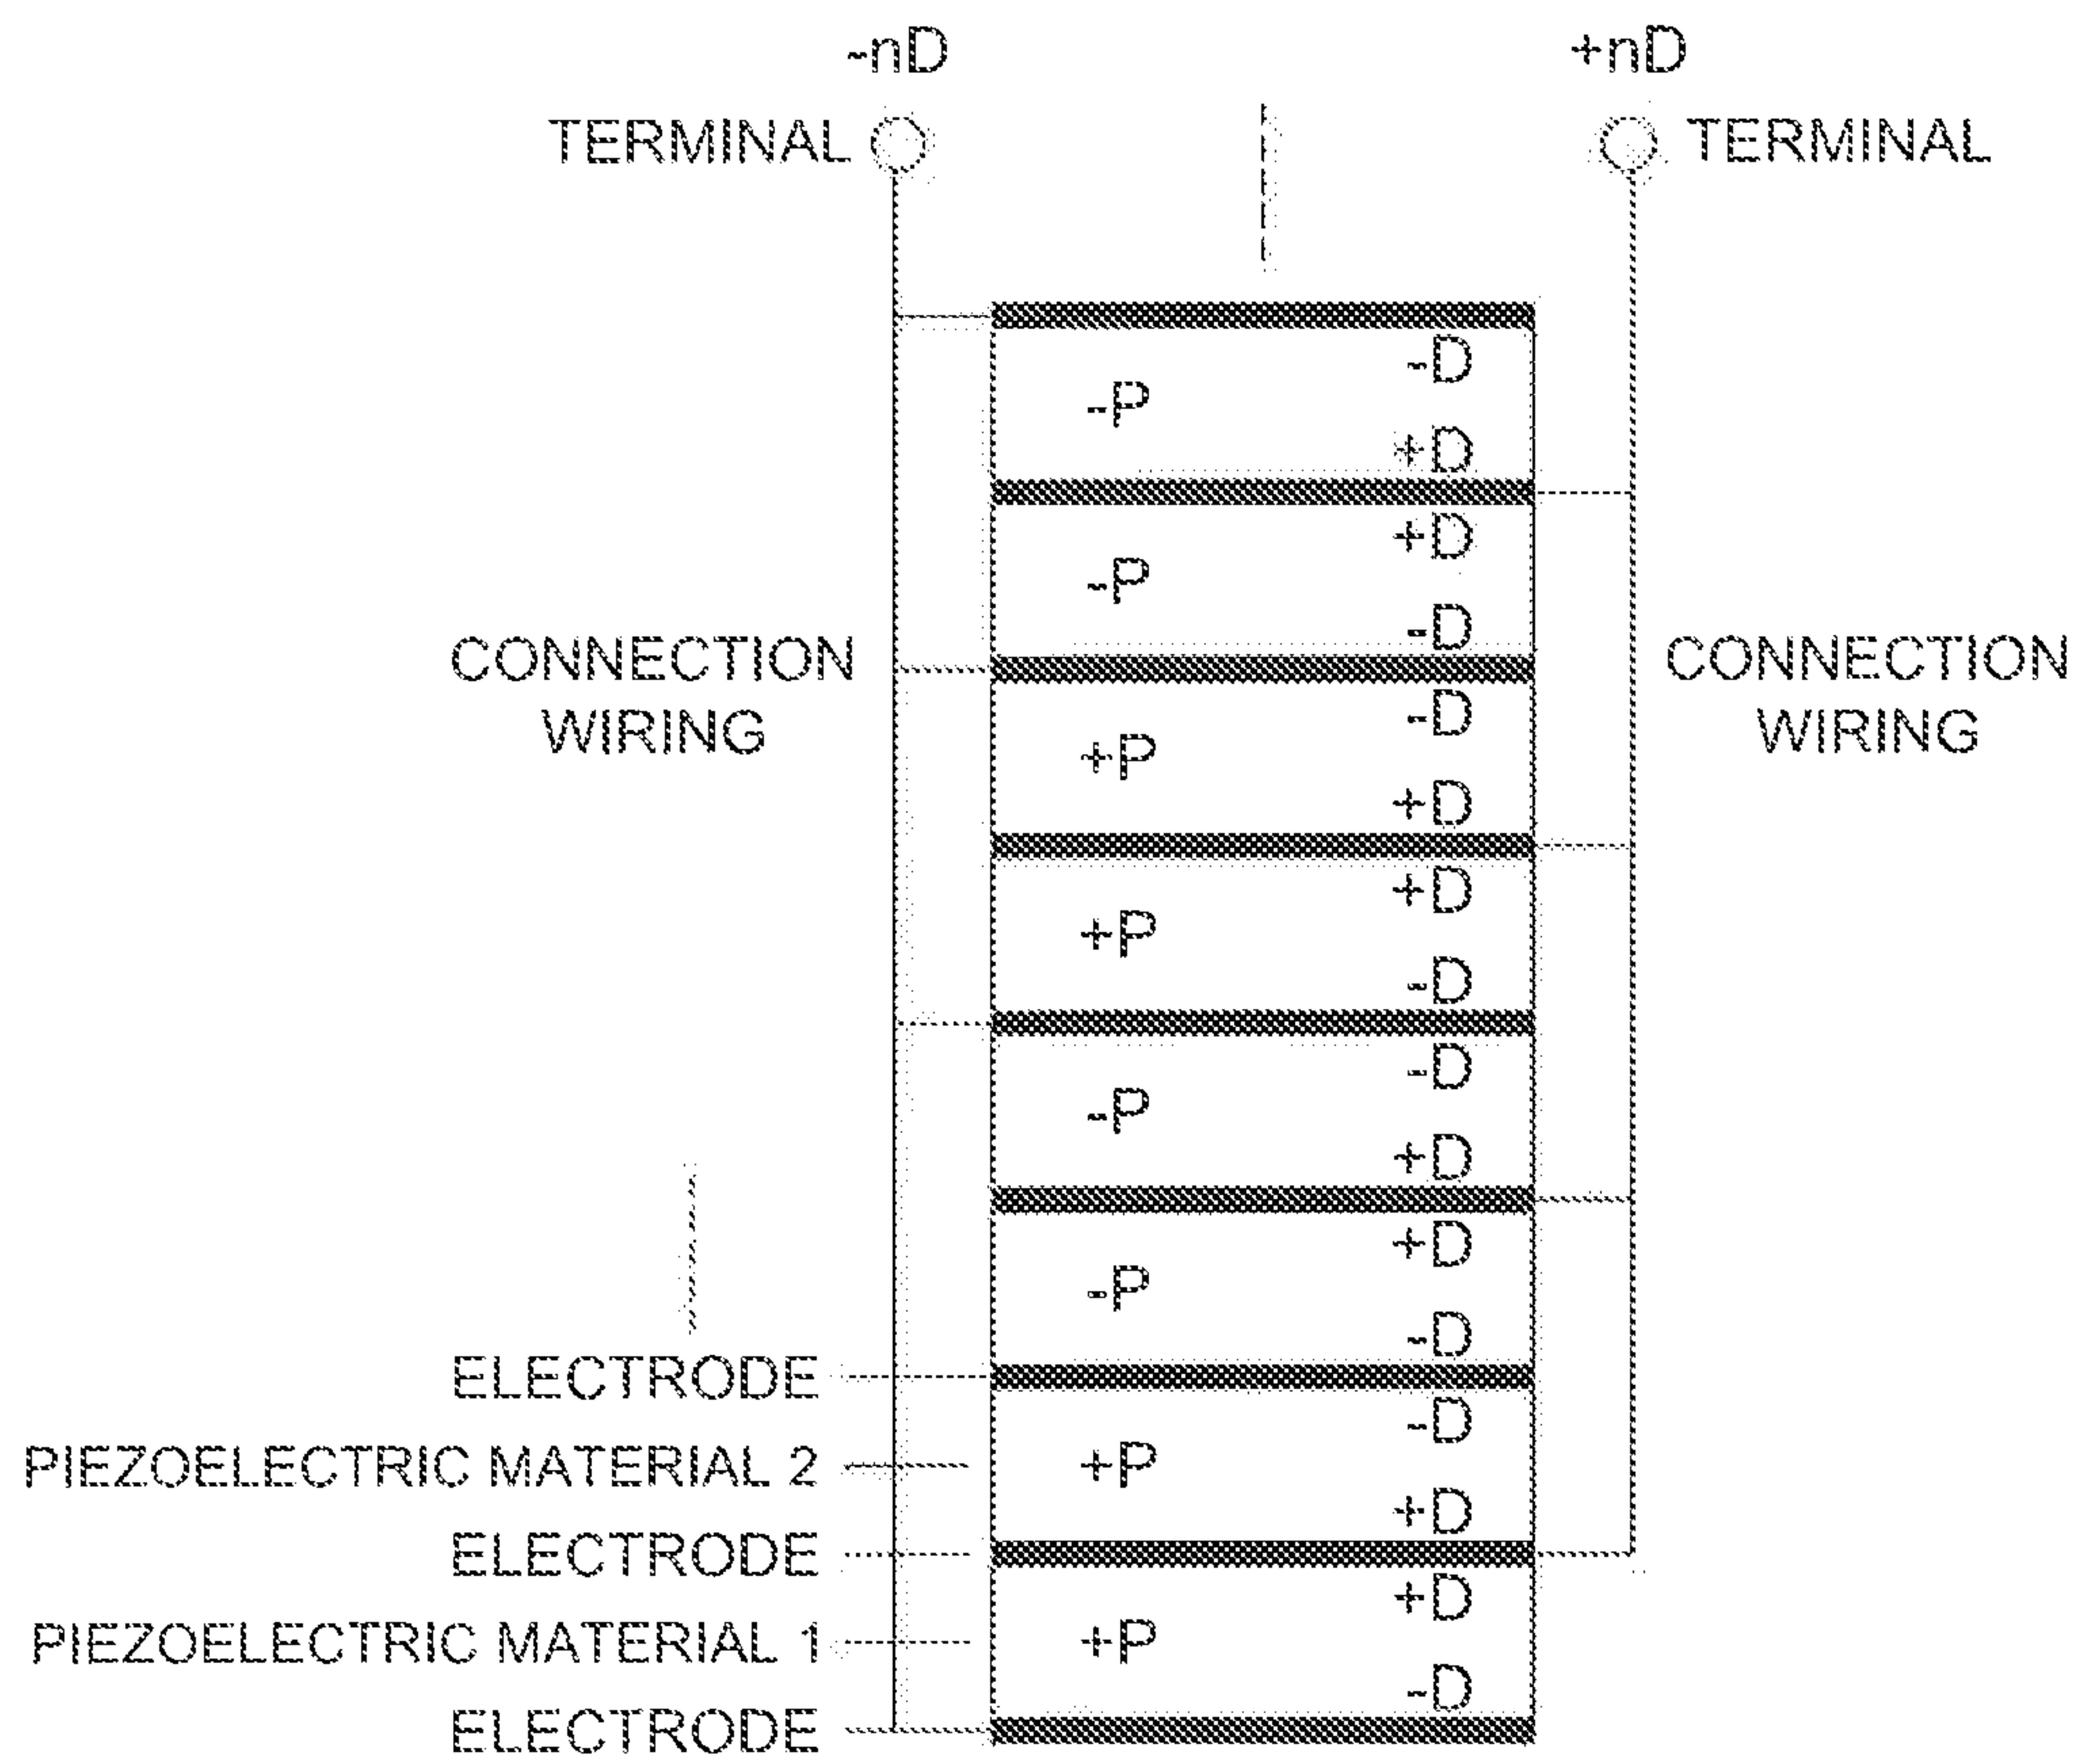 -nD +nD
TERMINAL TERMINAL
-D
-P
+D
+D
-P
-D
CONNECTION WIRING
-D
CONNECTION WIRING
+P
+D
+D
+P
-D
-D
-P
+D
+D
-P
-D
ELECTRODE
-D
PIEZOELECTRIC MATERIAL 2 +P
+D
ELECTRODE
+D
PIEZOELECTRIC MATERIAL 1 +P
-D
ELECTRODE